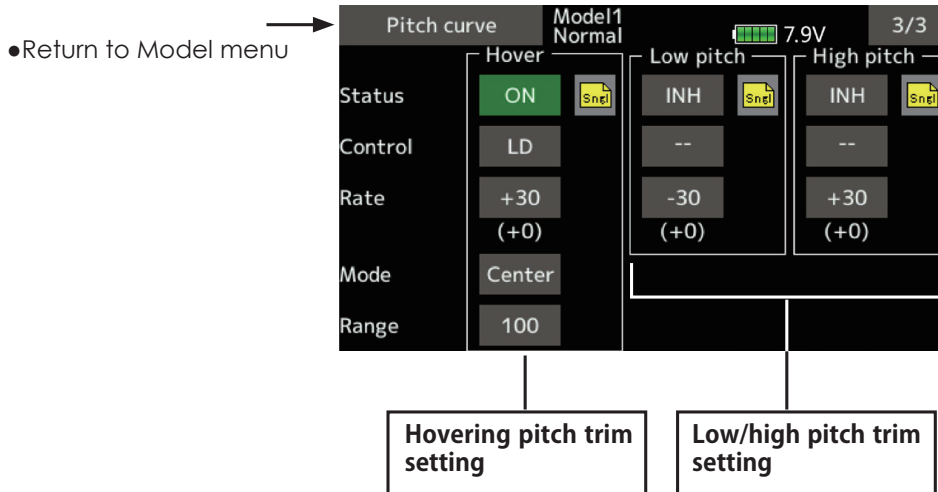 Pitch curve Model1 Normal 7.9V 3/3
●Return to Model menu
Hover Low pitch High pitch
Status ON Sngl INH Sngl INH Sngl
Control LD -- --
Rate +30 -30 +30
(+0) (+0) (+0)
Mode Center
Range 100
Hovering pitch trim
setting
Low/high pitch trim
setting